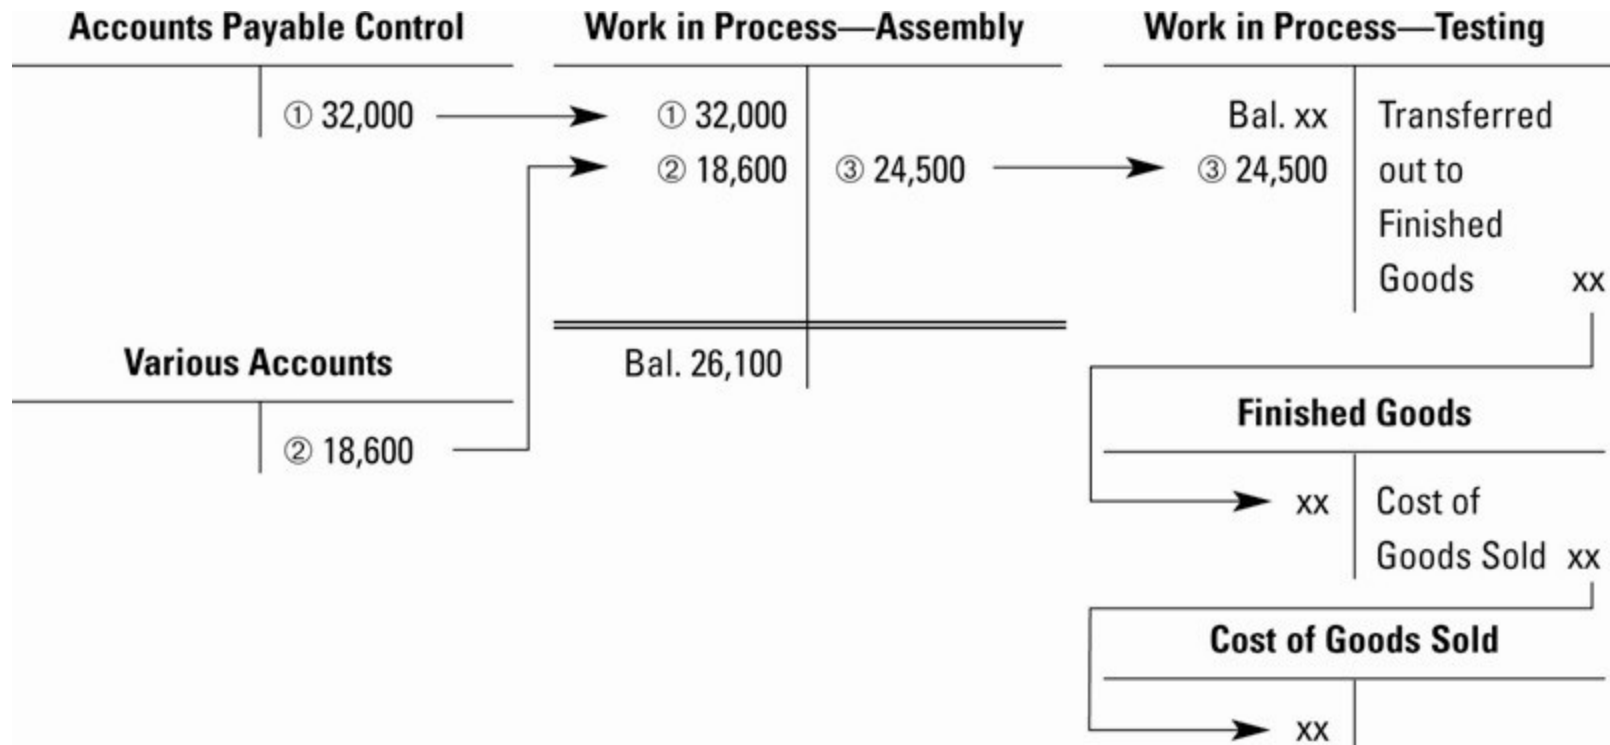 Accounts Payable Control
① 32,000
Work in Process—Assembly
① 32,000
② 18,600
③ 24,500
Bal. 26,100
Work in Process—Testing
Bal. xx
③ 24,500
Transferred
out to
Finished
Goods xx
Various Accounts
② 18,600
Finished Goods
xx
Cost of
Goods Sold xx
Cost of Goods Sold
xx